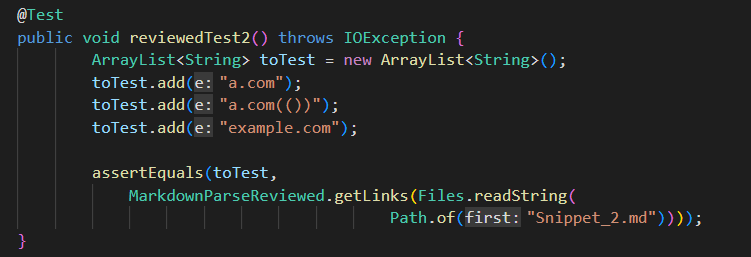 @Test
public void reviewedTest2() throws IOException {
ArrayList<String> toTest = new ArrayList<String>();
toTest.add(e: "a.com");
toTest.add(e: "a.com(())");
toTest.add(e: "example.com");
assertEquals(toTest,
MarkdownParseReviewed.getLinks(Files.readString(
Path.of(first: "Snippet_2.md"))));
}